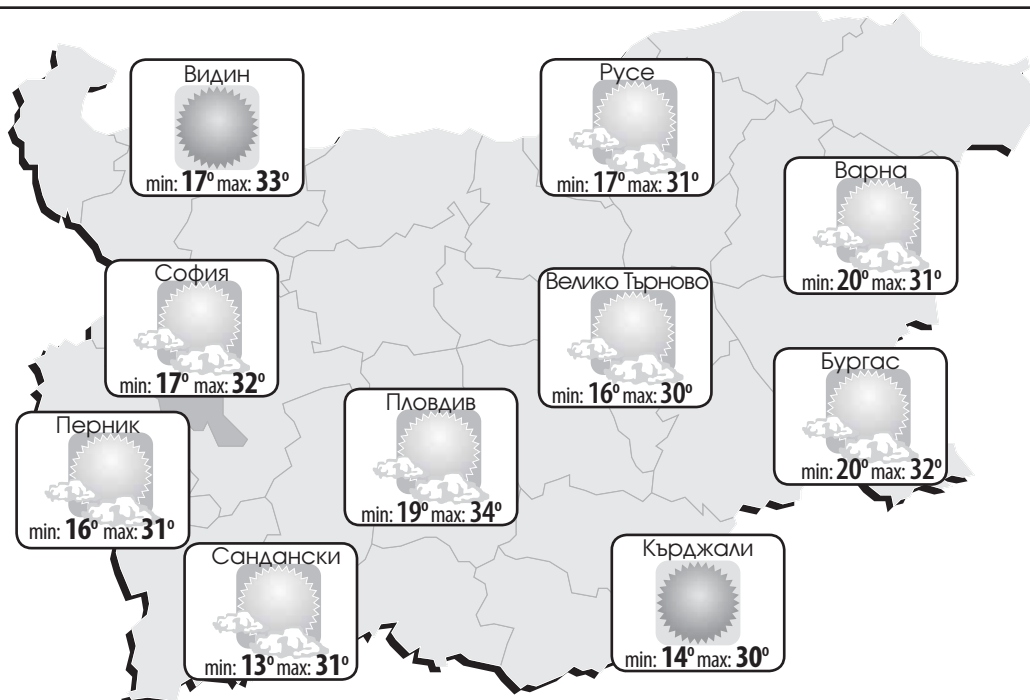 Видин
min: 17° max: 33°
Русе
min: 17° max: 31°
Варна
min: 20° max: 31°
София
min: 17° max: 32°
Велико Търново
min: 16° max: 30°
Бургас
min: 20° max: 32°
Пловдив
min: 19° max: 34°
Перник
min: 16° max: 31°
Сандански
min: 13° max: 31°
Кърджали
min: 14° max: 30°